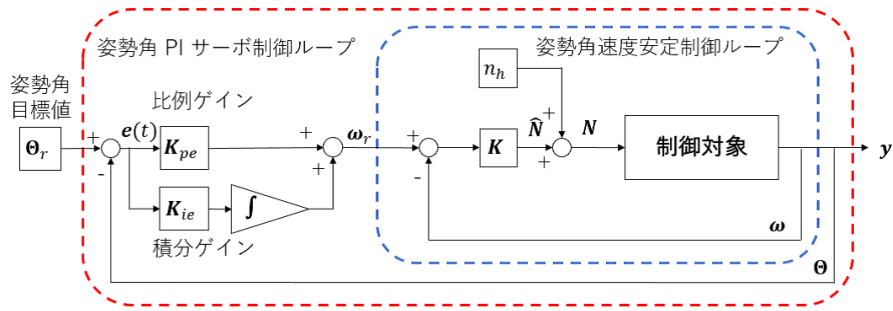 姿勢角 PI サーボ制御ループ
姿勢角速度安定制御ループ
姿勢角
目標値
Θr
+
-
e(t)
比例ゲイン
Kpe
Kie
∫
積分ゲイン
+
+
ωr
+
-
K
N̂
nh
+
+
N
制御対象
y
ω
Θ